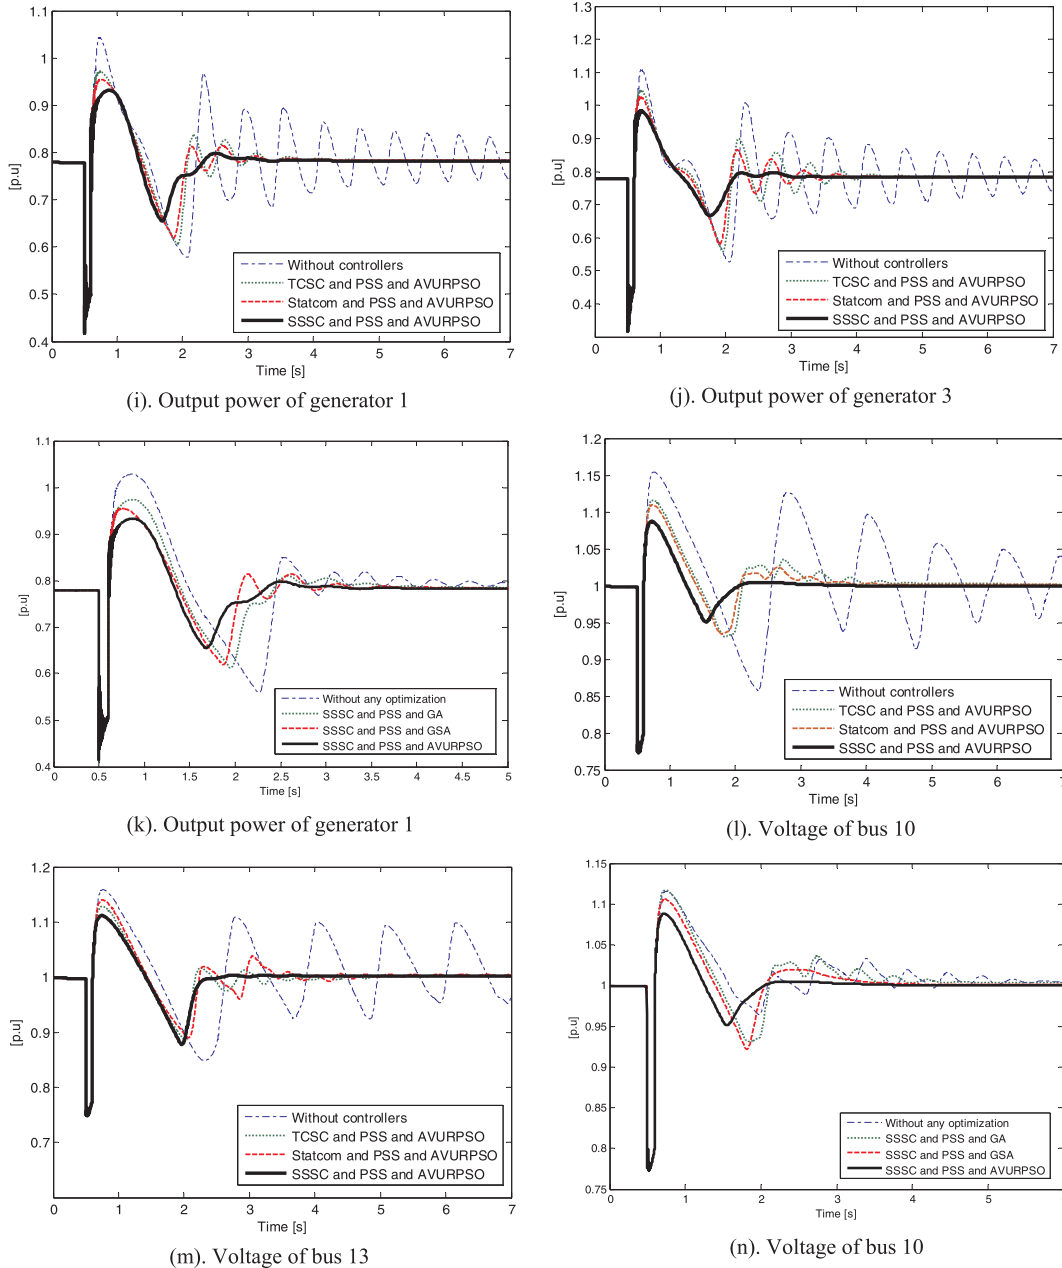 1.1
1
0.9
0.8
0.7
0.6
0.5
0.4
[p.u]
0 1 2 3 4 5 6 7
Time [s]
Without controllers
TCSC and PSS and AVURPSO
Statcom and PSS and AVURPSO
SSSC and PSS and AVURPSO
(i). Output power of generator 1
1.3
1.2
1.1
1
0.9
0.8
0.7
0.6
0.5
0.4
[p.u]
0 1 2 3 4 5 6 7
Time [s]
Without controllers
TCSC and PSS and AVURPSO
Statcom and PSS and AVURPSO
SSSC and PSS and AVURPSO
(j). Output power of generator 3
1.1
1
0.9
0.8
0.7
0.6
0.5
0.4
[p.u]
0 0.5 1 1.5 2 2.5 3 3.5 4 4.5 5
Time [s]
Without any optimization
SSSC and PSS and GA
SSSC and PSS and GSA
SSSC and PSS and AVURPSO
(k). Output power of generator 1
1.2
1.15
1.1
1.05
1
0.95
0.9
0.85
0.8
0.75
[p.u]
0 1 2 3 4 5 6 7
Time [s]
Without controllers
TCSC and PSS and AVURPSO
Statcom and PSS and AVURPSO
SSSC and PSS and AVURPSO
(l). Voltage of bus 10
1.2
1.1
1
0.9
0.8
0.7
[p.u]
0 1 2 3 4 5 6 7
Time [s]
Without controllers
TCSC and PSS and AVURPSO
Statcom and PSS and AVURPSO
SSSC and PSS and AVURPSO
(m). Voltage of bus 13
1.15
1.1
1.05
1
0.95
0.9
0.85
0.8
0.75
[p.u]
0 1 2 3 4 5
Time [s]
Without any optimization
SSSC and PSS and GA
SSSC and PSS and GSA
SSSC and PSS and AVURPSO
(n). Voltage of bus 10